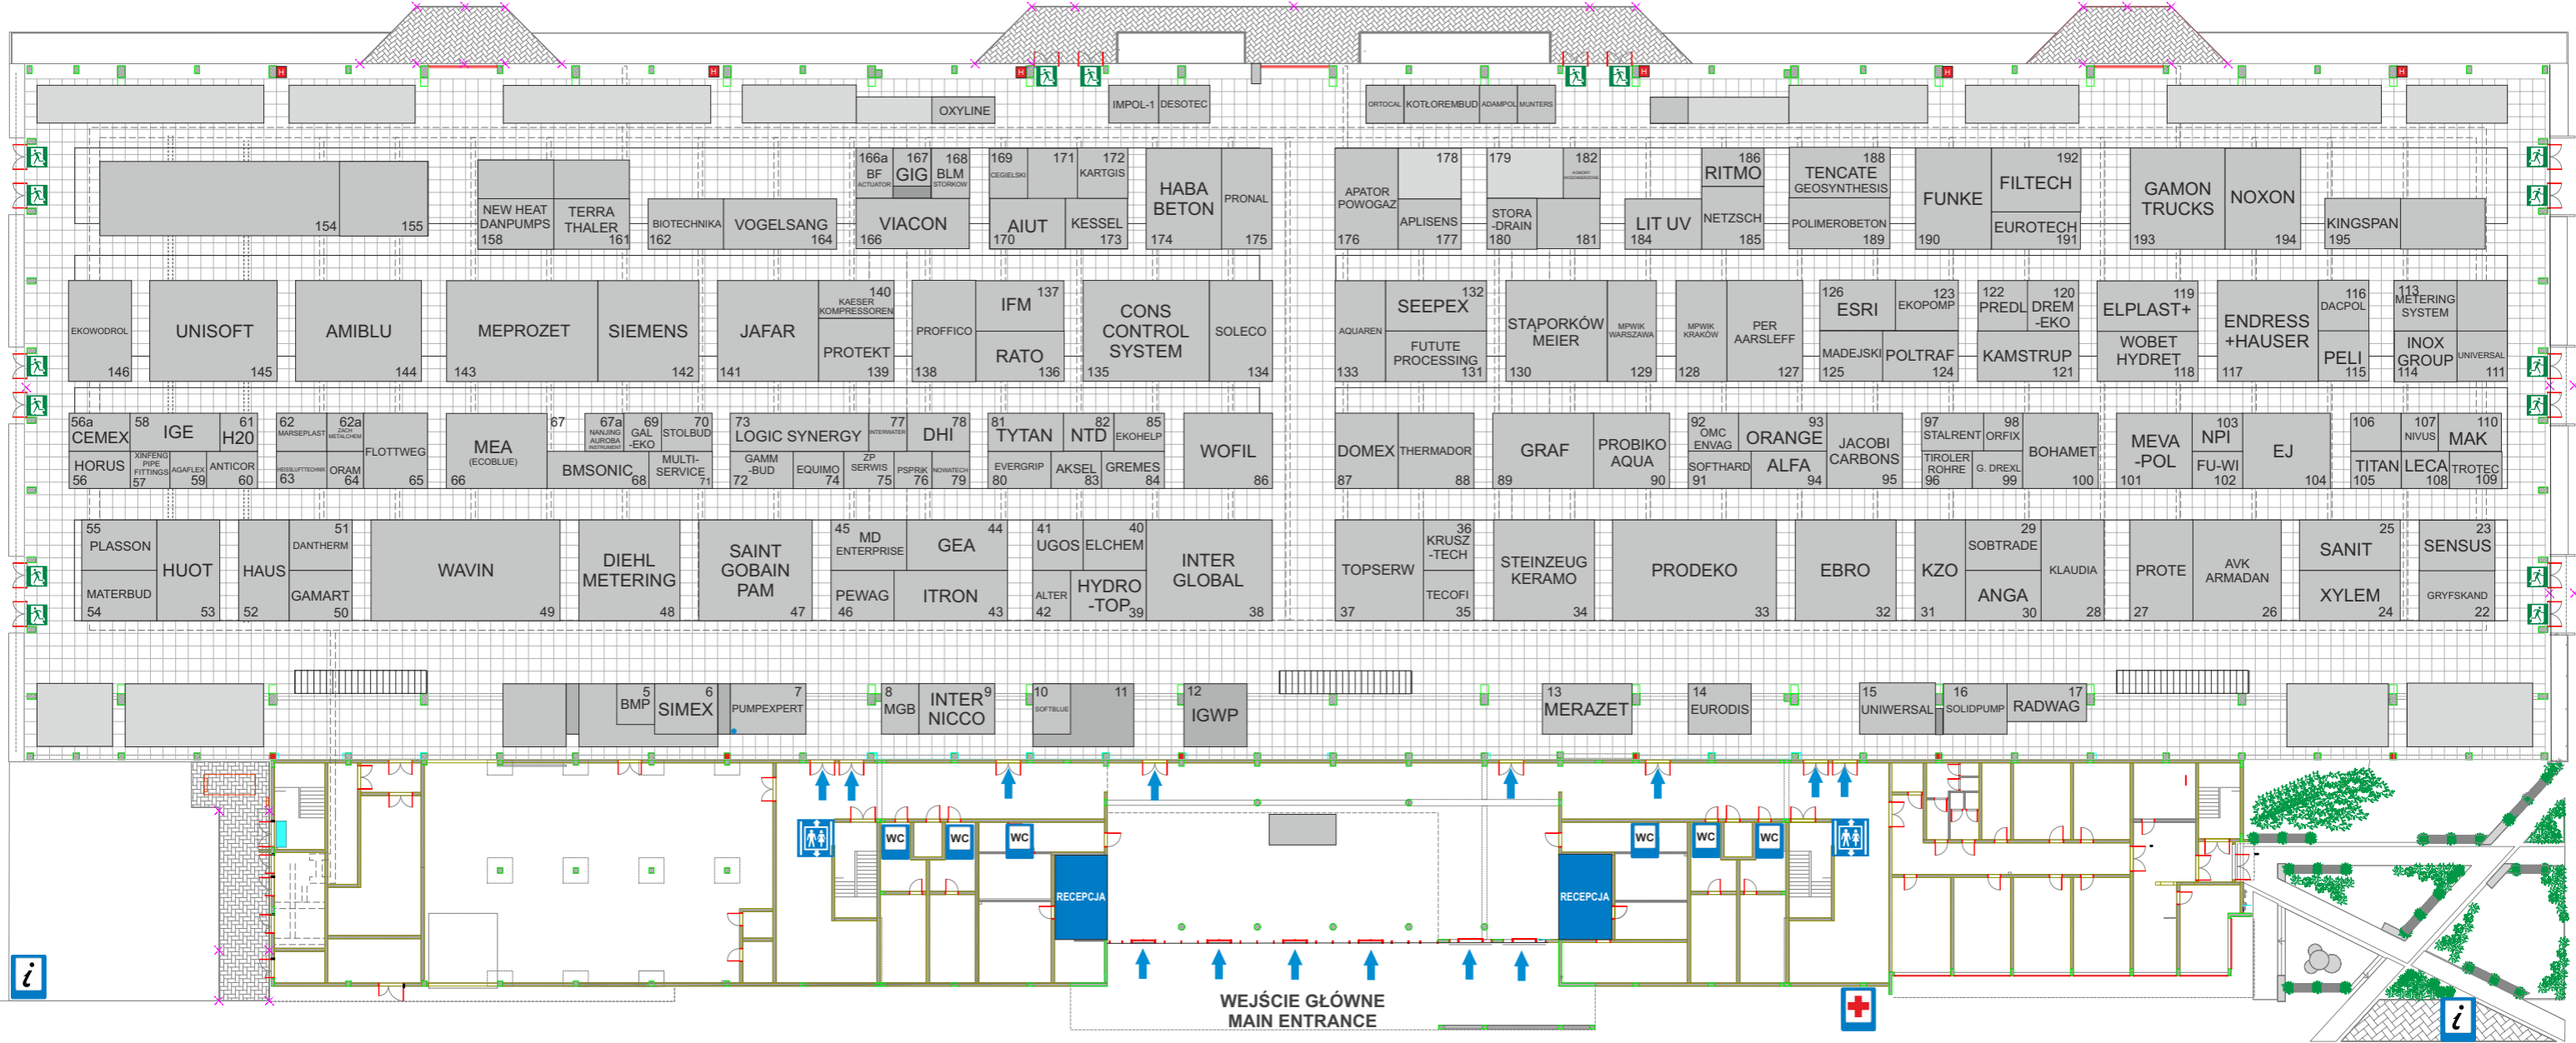 H
H
H
H
H
H
OXYLINE
IMPOL-1
DESOTEC
ORTOCAL
KOTŁOREMBUD
ADAMPOL
MUNTERS
154
155
NEW HEAT
DANPUMPS
158
TERRA
THALER
161
BIOTECHNIKA
162
VOGELSANG
164
166a
BF
ACTUATOR
167
GIG
168
BLM
STORKOW
VIACON
166
169
CEGIELSKI
171
172
KARTGIS
AIUT
170
KESSEL
173
HABA
BETON
174
PRONAL
175
APATOR
POWOGAZ
176
178
APLISENS
177
179
182
STORA
-DRAIN
180
181
LIT UV
184
186
RITMO
NETZSCH
185
188
TENCATE
GEOSYNTHESIS
POLIMEROBETON
189
FUNKE
190
192
FILTECH
EUROTECH
191
GAMON
TRUCKS
193
NOXON
194
KINGSPAN
195
EKOWODROL
146
UNISOFT
145
AMIBLU
144
MEPROZET
143
SIEMENS
142
JAFAR
141
140
KAESER
KOMPRESSOREN
PROTEKT
139
PROFFICO
138
IFM
137
RATO
136
CONS
CONTROL
SYSTEM
135
SOLECO
134
AQUAREN
133
132
SEEPEX
FUTUTE
PROCESSING
131
STĄPORKÓW
MEIER
130
MPWIK
WARSZAWA
129
MPWIK
KRAKÓW
128
PER
AARSLEFF
127
126
ESRI
123
EKOPOMP
MADEJSKI
125
POLTRAF
124
122
PREDL
120
DREM
-EKO
KAMSTRUP
121
119
ELPLAST+
WOBET
HYDRET
118
ENDRESS
+HAUSER
117
116
DACPOL
PELI
115
113
METERING
SYSTEM
INOX
GROUP
114
UNIVERSAL
111
56a
CEMEX
58
IGE
61
H20
HORUS
56
XINFENG
PIPE
FITTINGS
57
AGAFLEX
59
ANTICOR
60
62
MARSEPLAST
62a
ZACH
METALCHEM
FLOTTWEG
65
HEISSLUFTTECHNIK
63
ORAM
64
MEA
(ECOBLUE)
66
67
67a
NANJING
AUROBA
INSTRUMENT
69
GAL
-EKO
70
STOLBUD
BMSONIC
68
MULTI-
SERVICE
71
73
LOGIC SYNERGY
77
INTERWATER
78
DHI
GAMM
-BUD
72
EQUIMO
74
ZP
SERWIS
75
PSPRIK
76
NOWATECH
79
81
TYTAN
82
NTD
85
EKOHELP
EVERGRIP
80
AKSEL
83
GREMES
84
WOFIL
86
DOMEX
87
THERMADOR
88
GRAF
89
PROBIKO
AQUA
90
92
OMC
ENVAG
93
ORANGE
SOFTHARD
91
ALFA
94
JACOBI
CARBONS
95
97
STALRENT
98
ORFIX
TIROLER
ROHRE
96
G. DREXL
99
BOHAMET
100
MEVA
-POL
101
103
NPI
FU-WI
102
EJ
104
106
107
NIVUS
110
MAK
TITAN
105
LECA
108
TROTEC
109
55
PLASSON
MATERBUD
54
HUOT
53
HAUS
52
51
DANTHERM
GAMART
50
WAVIN
49
DIEHL
METERING
48
SAINT
GOBAIN
PAM
47
45
MD
ENTERPRISE
44
GEA
PEWAG
46
ITRON
43
41
UGOS
40
ELCHEM
ALTER
42
HYDRO
-TOP
39
INTER
GLOBAL
38
TOPSERW
37
36
KRUSZ
-TECH
TECOFI
35
STEINZEUG
KERAMO
34
PRODEKO
33
EBRO
32
KZO
31
29
SOBTRADE
ANGA
30
KLAUDIA
28
PROTE
27
AVK
ARMADAN
26
25
SANIT
XYLEM
24
23
SENSUS
GRYFSKAND
22
5
BMP
6
SIMEX
7
PUMPEXPERT
8
MGB
9
INTER
NICCO
10
SOFTBLUE
11
12
IGWP
13
MERAZET
14
EURODIS
15
UNIWERSAL
16
SOLIDPUMP
17
RADWAG
WC
WC
WC
WC
WC
WC
RECEPCJA
RECEPCJA
WEJŚCIE GŁÓWNE
MAIN ENTRANCE
i
i